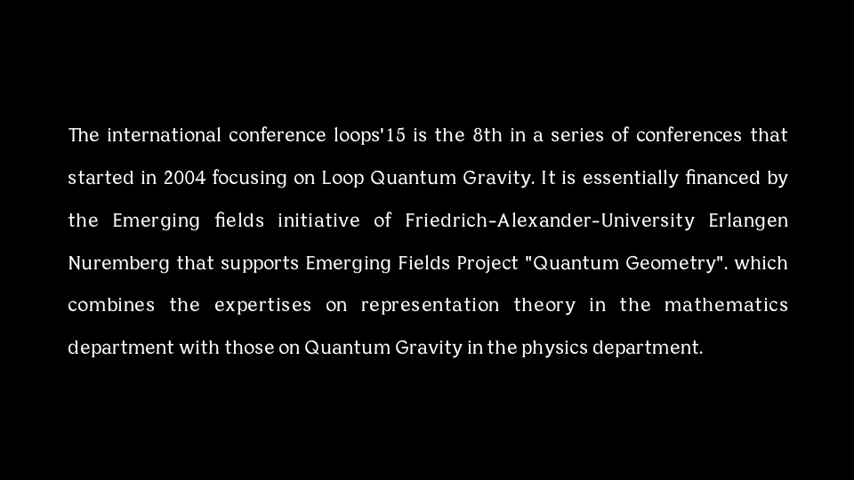 The international conference loops'15 is the 8th in a series of conferences that
started in 2004 focusing on Loop Quantum Gravity. It is essentially financed by
the Emerging fields initiative of Friedrich-Alexander-University Erlangen
Nuremberg that supports Emerging Fields Project "Quantum Geometry". which
combines the expertises on representation theory in the mathematics
department with those on Quantum Gravity in the physics department.